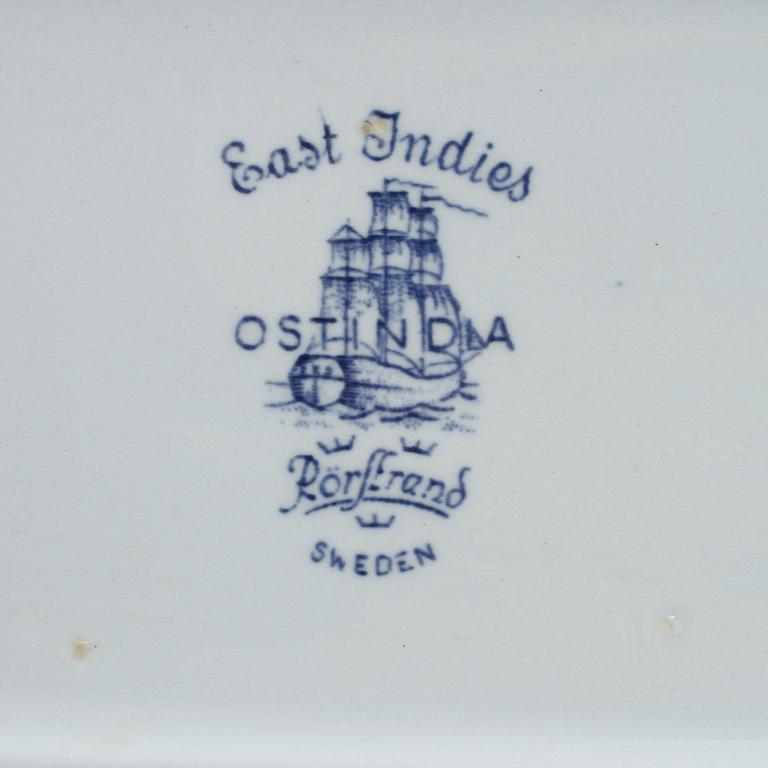 East Indies
OSTINDIA
Rörstrand
SWEDEN